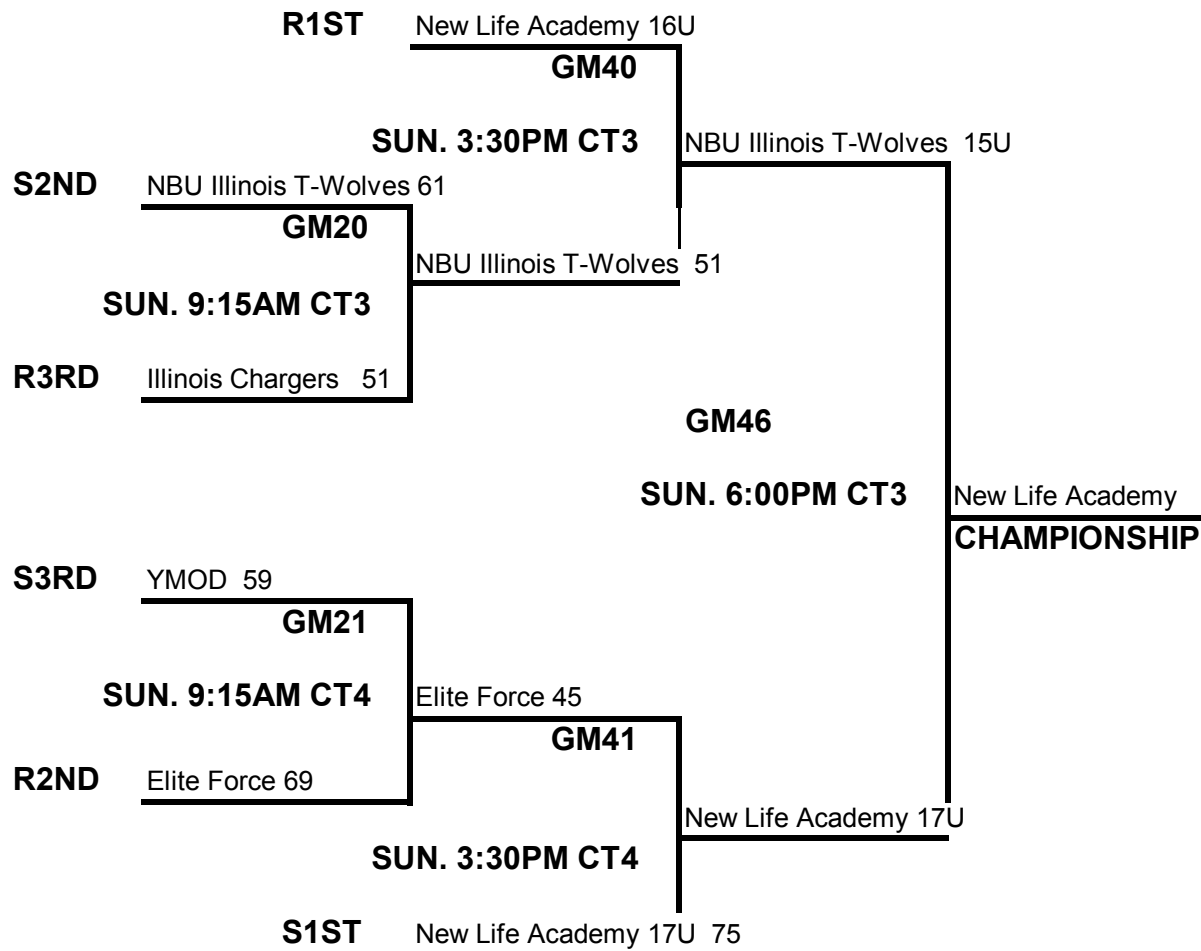 R1ST New Life Academy 16U
GM40
SUN. 3:30PM CT3 NBU Illinois T-Wolves 15U
S2ND NBU Illinois T-Wolves 61
GM20
NBU Illinois T-Wolves 51
SUN. 9:15AM CT3
R3RD Illinois Chargers 51
GM46
SUN. 6:00PM CT3 New Life Academy
CHAMPIONSHIP
S3RD YMOD 59
GM21
SUN. 9:15AM CT4 Elite Force 45
GM41
R2ND Elite Force 69
New Life Academy 17U
SUN. 3:30PM CT4
S1ST New Life Academy 17U 75